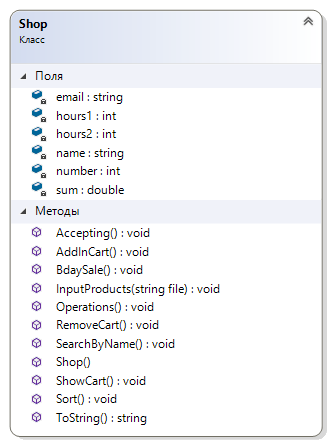 Shop
Класс
Поля
email : string
hours1 : int
hours2 : int
name : string
number : int
sum : double
Методы
Accepting() : void
AddInCart() : void
BdaySale() : void
InputProducts(string file) : void
Operations() : void
RemoveCart() : void
SearchByName() : void
Shop()
ShowCart() : void
Sort() : void
ToString() : string